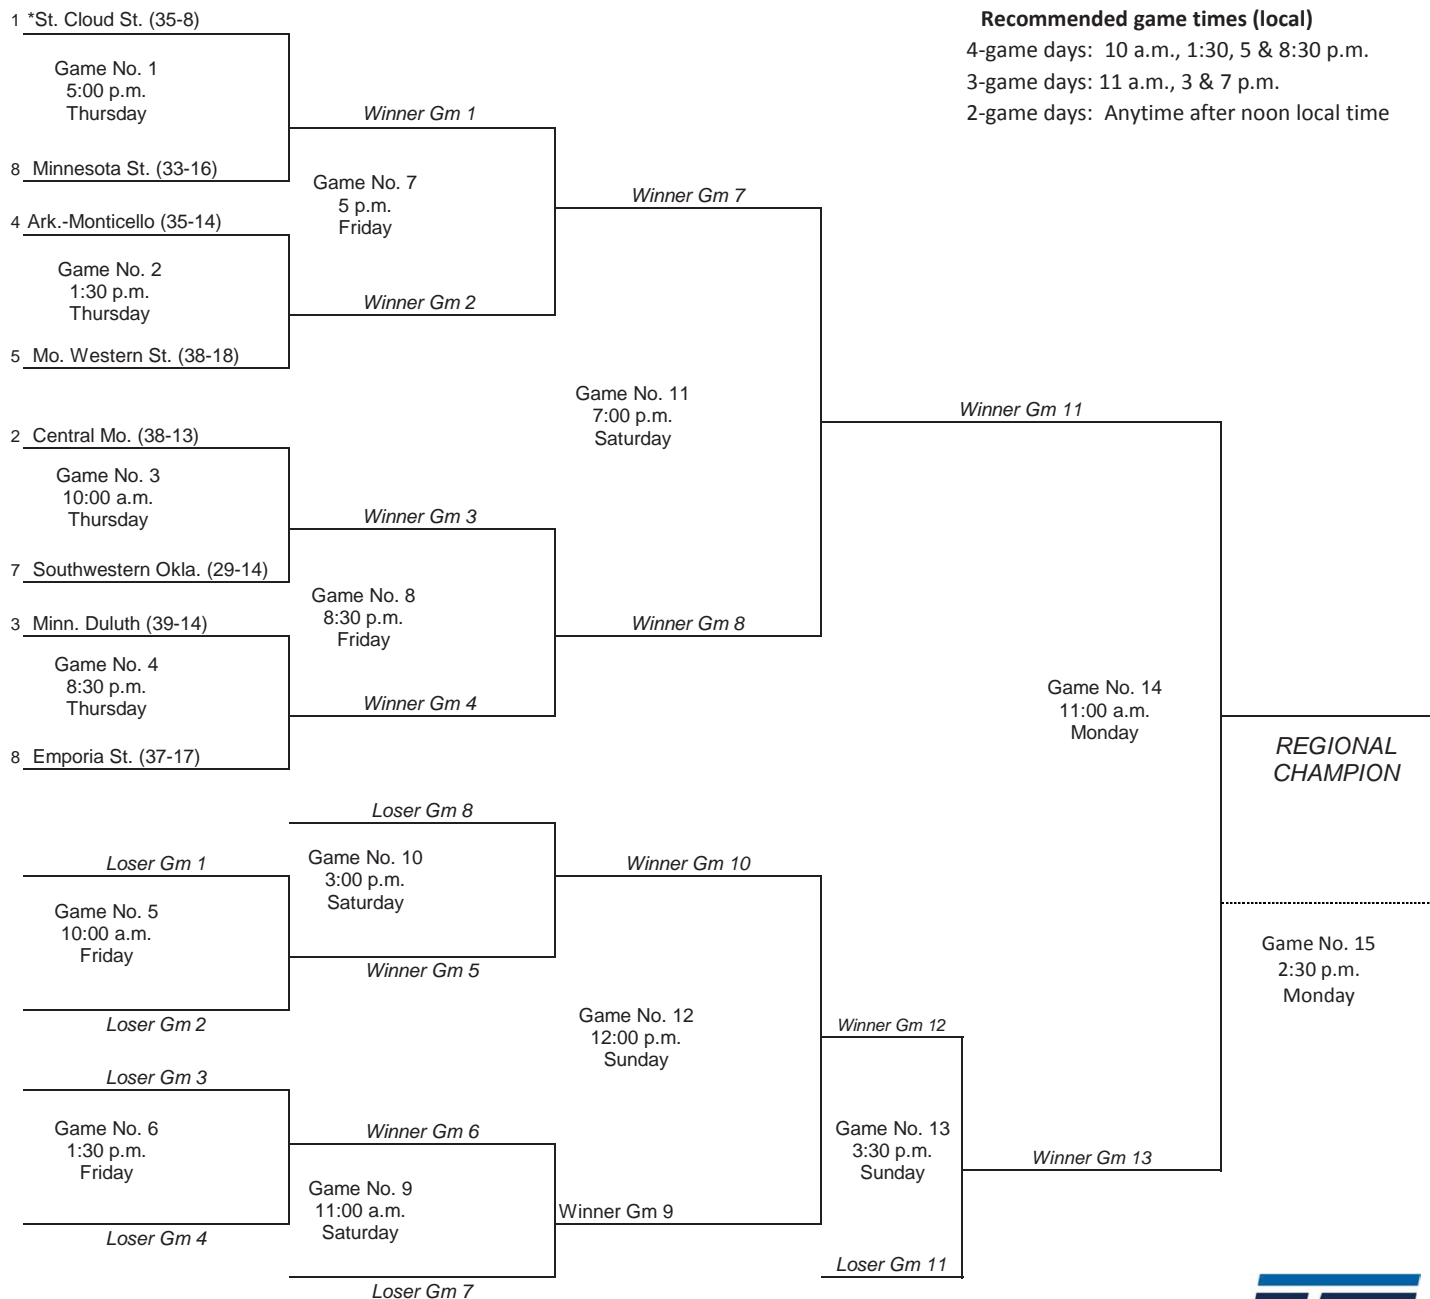 1 *St. Cloud St. (35-8)
Game No. 1
5:00 p.m.
Thursday
8 Minnesota St. (33-16)
4 Ark.-Monticello (35-14)
Game No. 2
1:30 p.m.
Thursday
5 Mo. Western St. (38-18)
2 Central Mo. (38-13)
Game No. 3
10:00 a.m.
Thursday
7 Southwestern Okla. (29-14)
3 Minn. Duluth (39-14)
Game No. 4
8:30 p.m.
Thursday
8 Emporia St. (37-17)
Loser Gm 1
Game No. 5
10:00 a.m.
Friday
Loser Gm 2
Loser Gm 3
Game No. 6
1:30 p.m.
Friday
Loser Gm 4
Winner Gm 1
Game No. 7
5 p.m.
Friday
Winner Gm 2
Winner Gm 3
Game No. 8
8:30 p.m.
Friday
Winner Gm 4
Loser Gm 8
Game No. 10
3:00 p.m.
Saturday
Winner Gm 5
Winner Gm 6
Game No. 9
11:00 a.m.
Saturday
Loser Gm 7
Winner Gm 7
Game No. 11
7:00 p.m.
Saturday
Winner Gm 8
Winner Gm 10
Game No. 12
12:00 p.m.
Sunday
Winner Gm 9
Winner Gm 12
Game No. 13
3:30 p.m.
Sunday
Loser Gm 11
Recommended game times (local)
4-game days: 10 a.m., 1:30, 5 & 8:30 p.m.
3-game days: 11 a.m., 3 & 7 p.m.
2-game days: Anytime after noon local time
Winner Gm 11
Game No. 14
11:00 a.m.
Monday
Winner Gm 13
REGIONAL
CHAMPION
Game No. 15
2:30 p.m.
Monday